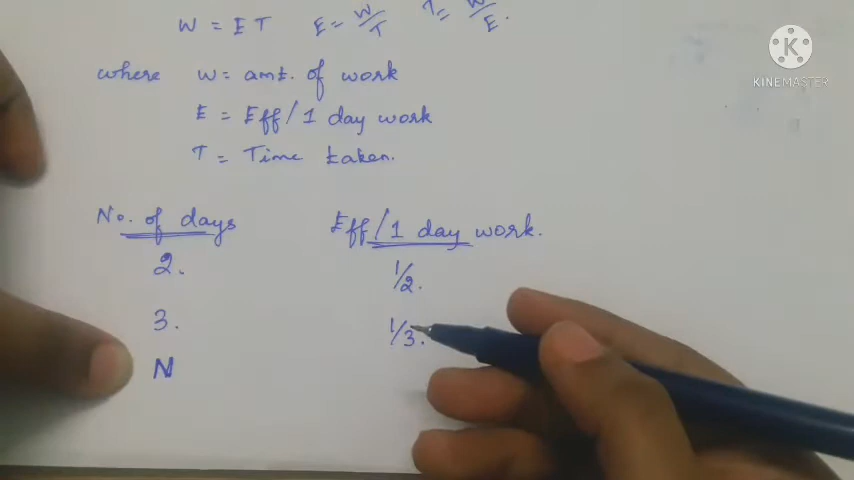 W = E T E = W/T T = W/E.
where W = amt. of work
E = Eff/1 day work
T = Time taken.
No. of days Eff/1 day work.
2. 1/2.
3. 1/3.
N
K
KINEMASTER